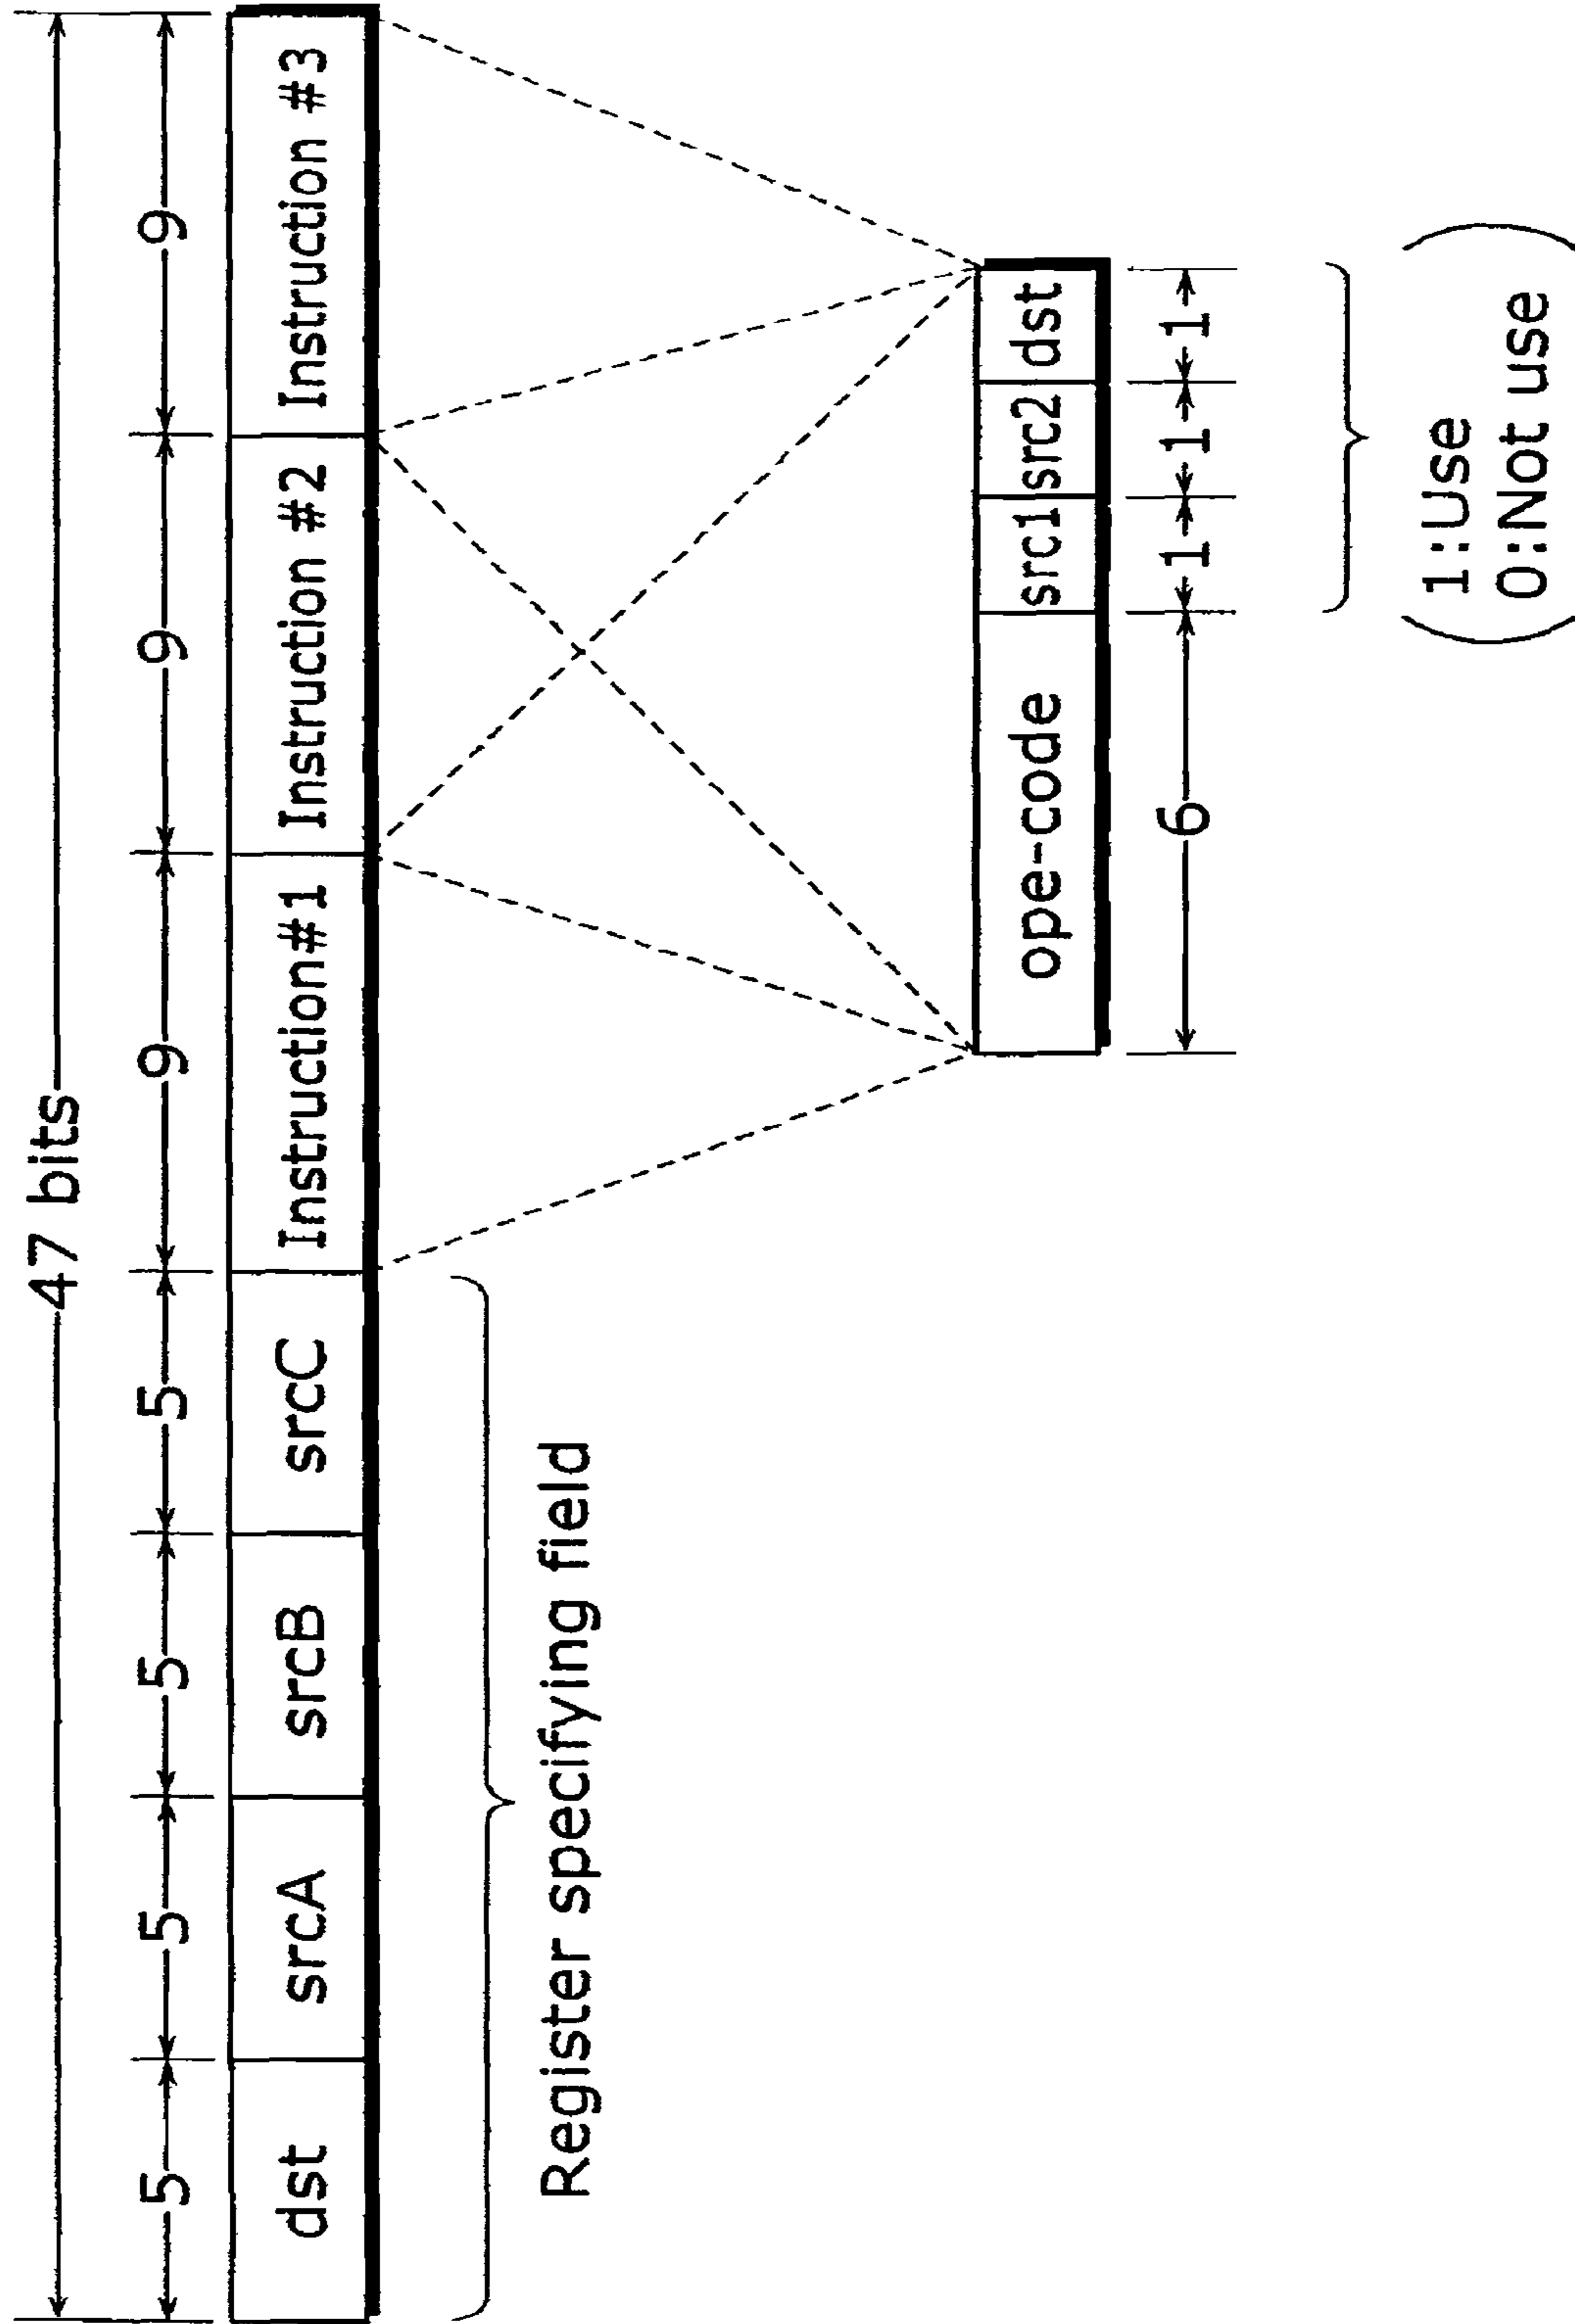 47 bits
5 5 5 5 9 9 9
dst srcA srcB srcC Instruction#1 Instruction #2 Instruction #3
Register specifying field
ope-code src1 src2 dst
6 1 1 1
1:Use
0:Not use